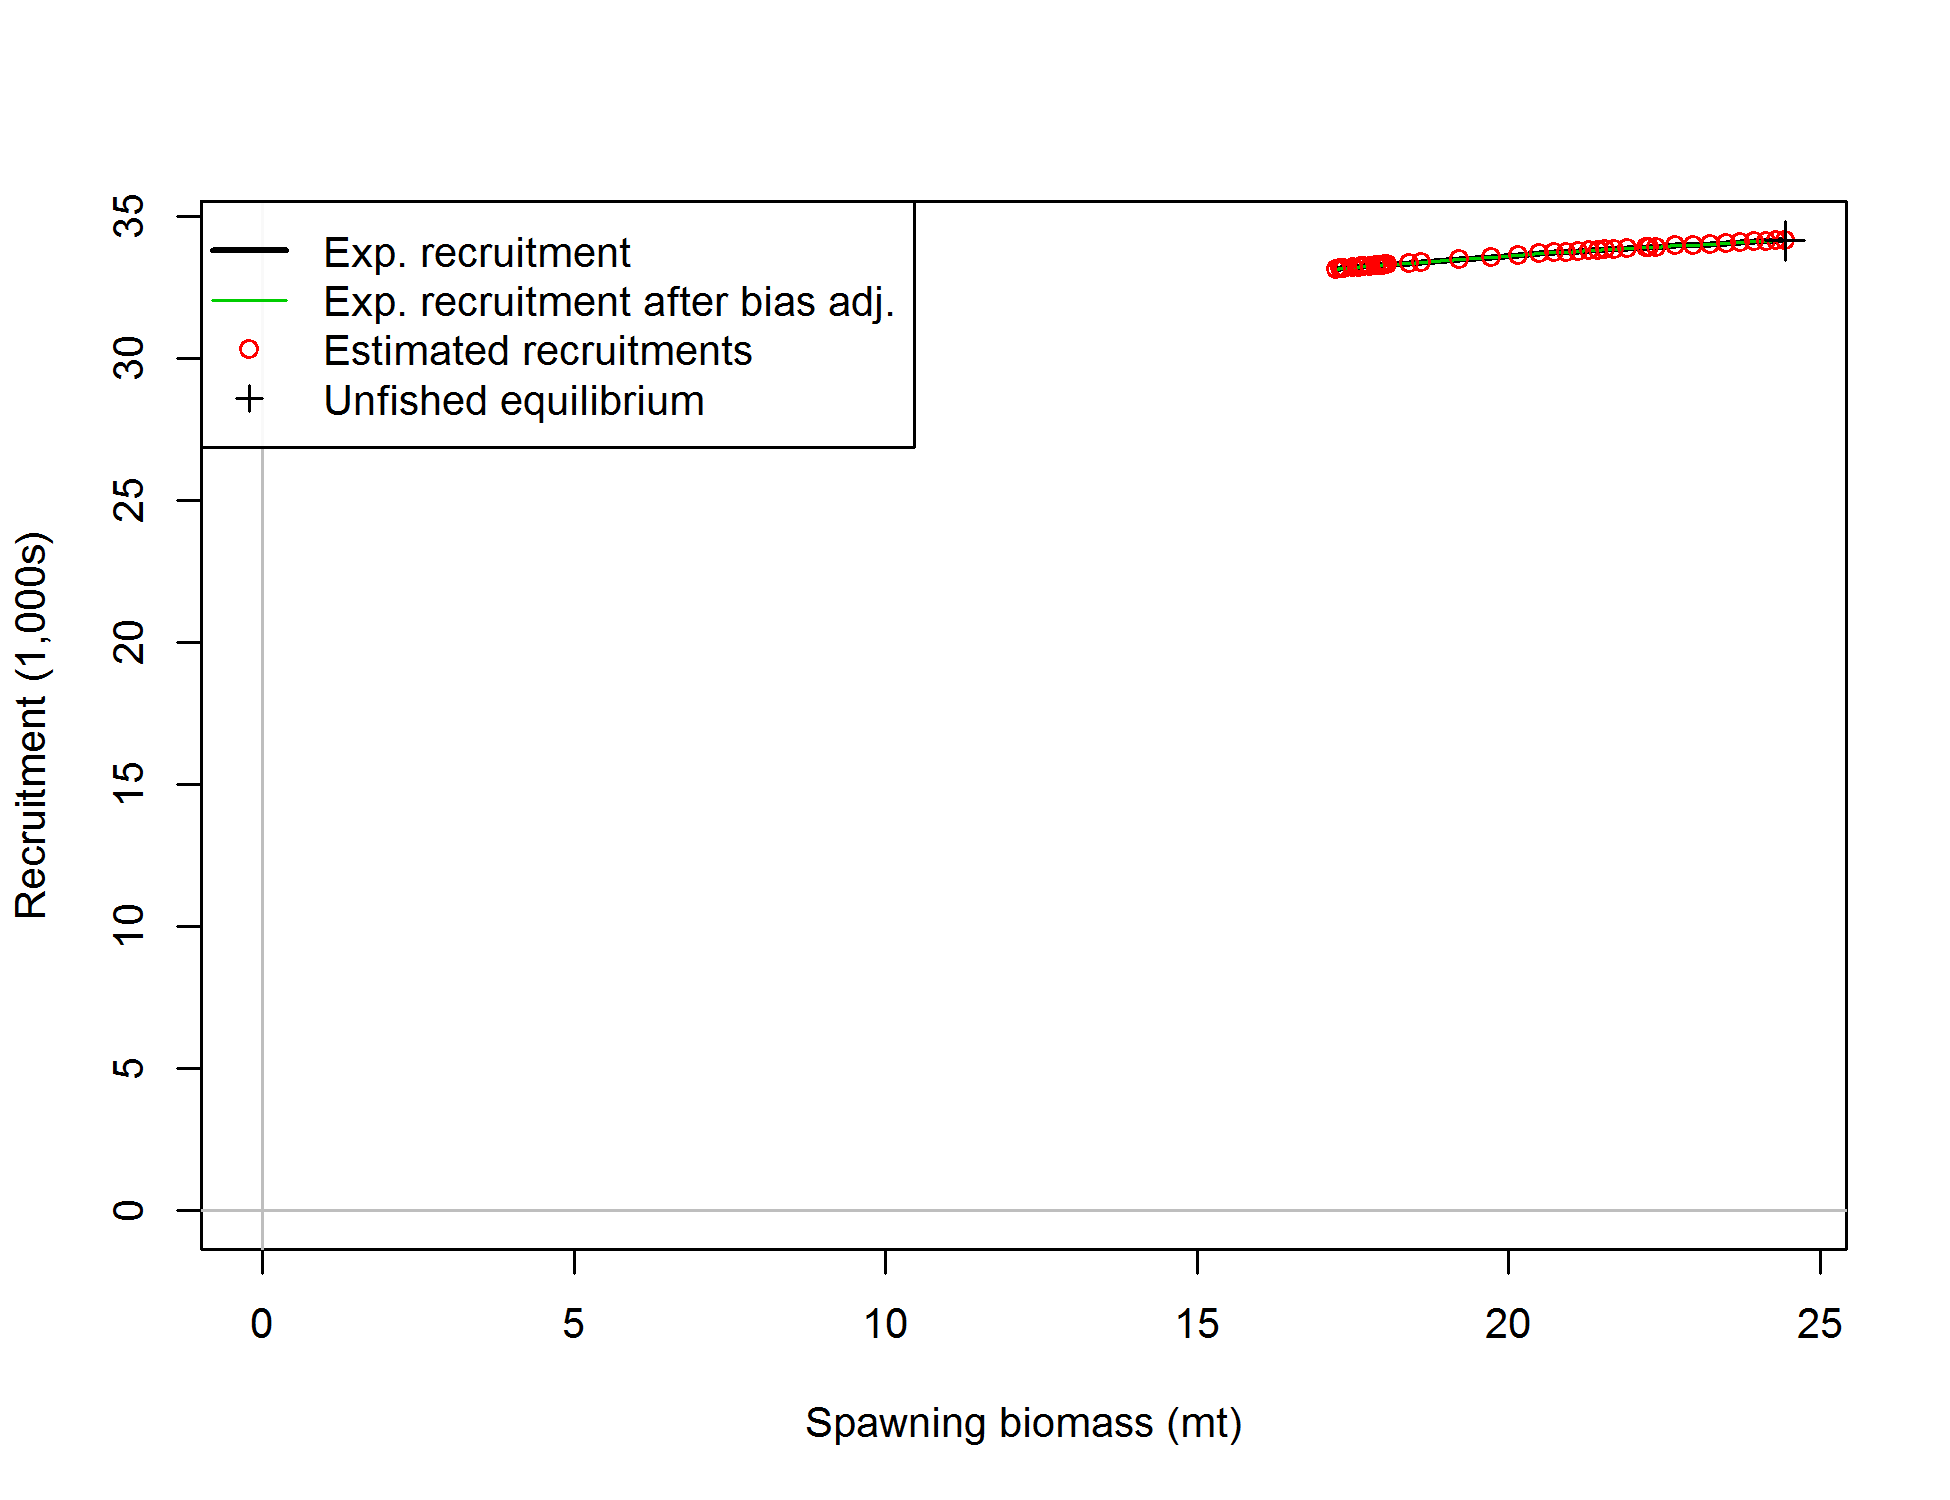 Exp. recruitment
Exp. recruitment after bias adj.
Estimated recruitments
Unfished equilibrium
35
30
25
20
15
10
5
0
Recruitment (1,000s)
0 5 10 15 20 25
Spawning biomass (mt)